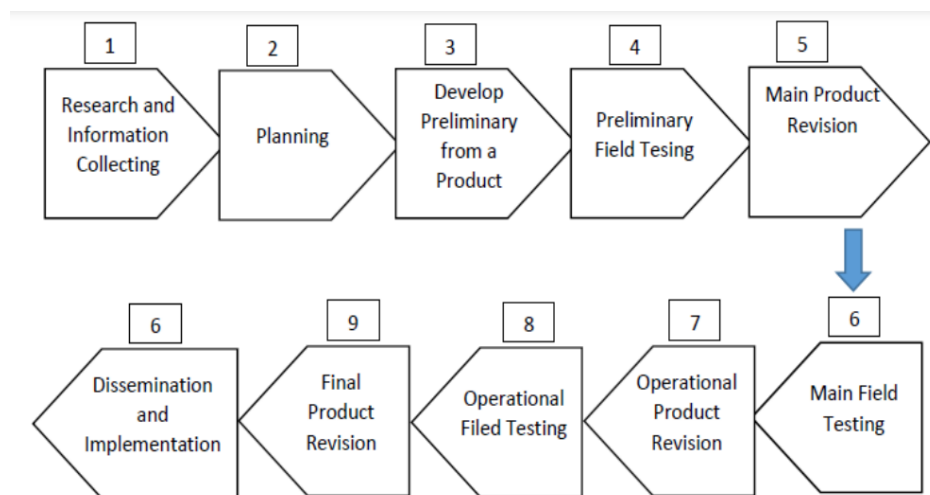 1
Research and
Information
Collecting
2
Planning
3
Develop
Preliminary
from a
Product
4
Preliminary
Field Tesing
5
Main Product
Revision
6
Main Field
Testing
7
Operational
Product
Revision
8
Operational
Filed Testing
9
Final
Product
Revision
6
Dissemination
and
Implementation